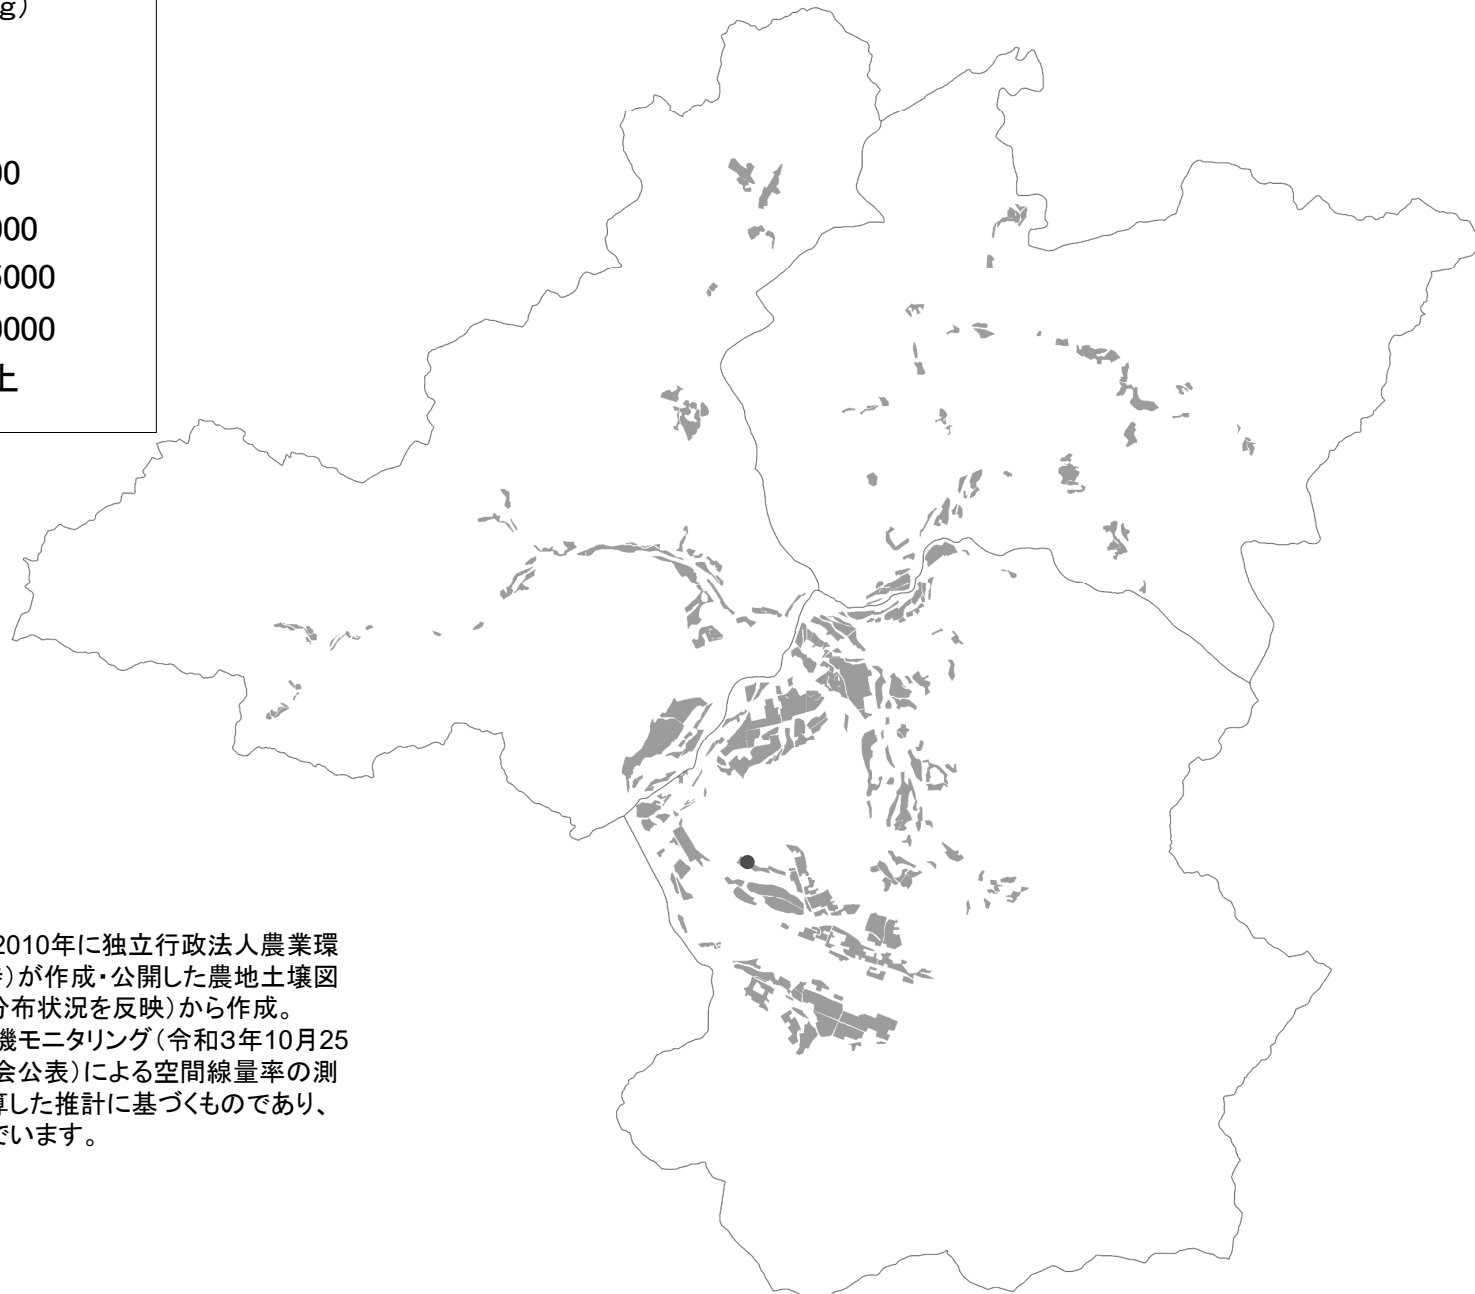 g）
00
000
5000
0000
上
2010年に独立行政法人農業環
）が作成・公開した農地土壌図
分布状況を反映）から作成。
機モニタリング（令和3年10月25
会公表）による空間線量率の測
算した推計に基づくものであり、
でいます。